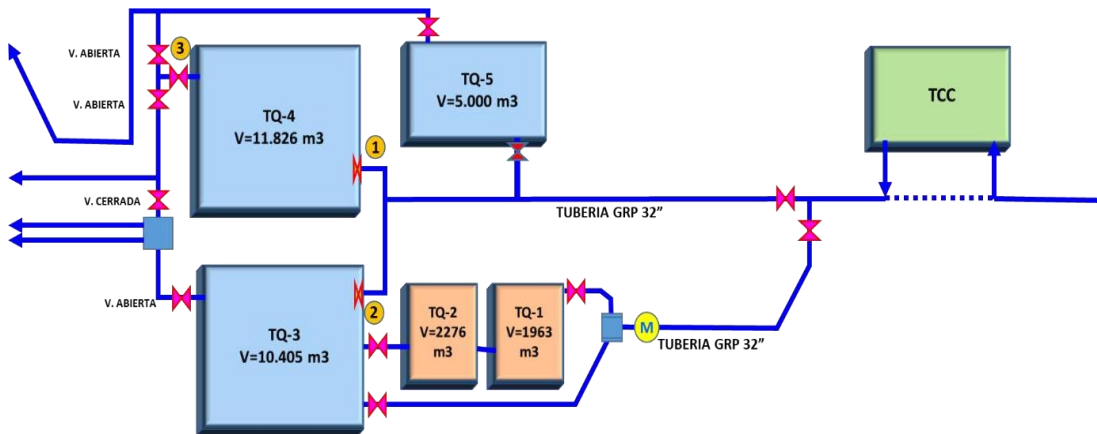 V. ABIERTA
3
V. ABIERTA
TQ-4
V=11.826 m3
1
TQ-5
V=5.000 m3
TCC
V. CERRADA
TUBERIA GRP 32"
V. ABIERTA
TQ-3
V=10.405 m3
2
TQ-2
V=2276
m3
TQ-1
V=1963
m3
M
TUBERIA GRP 32"